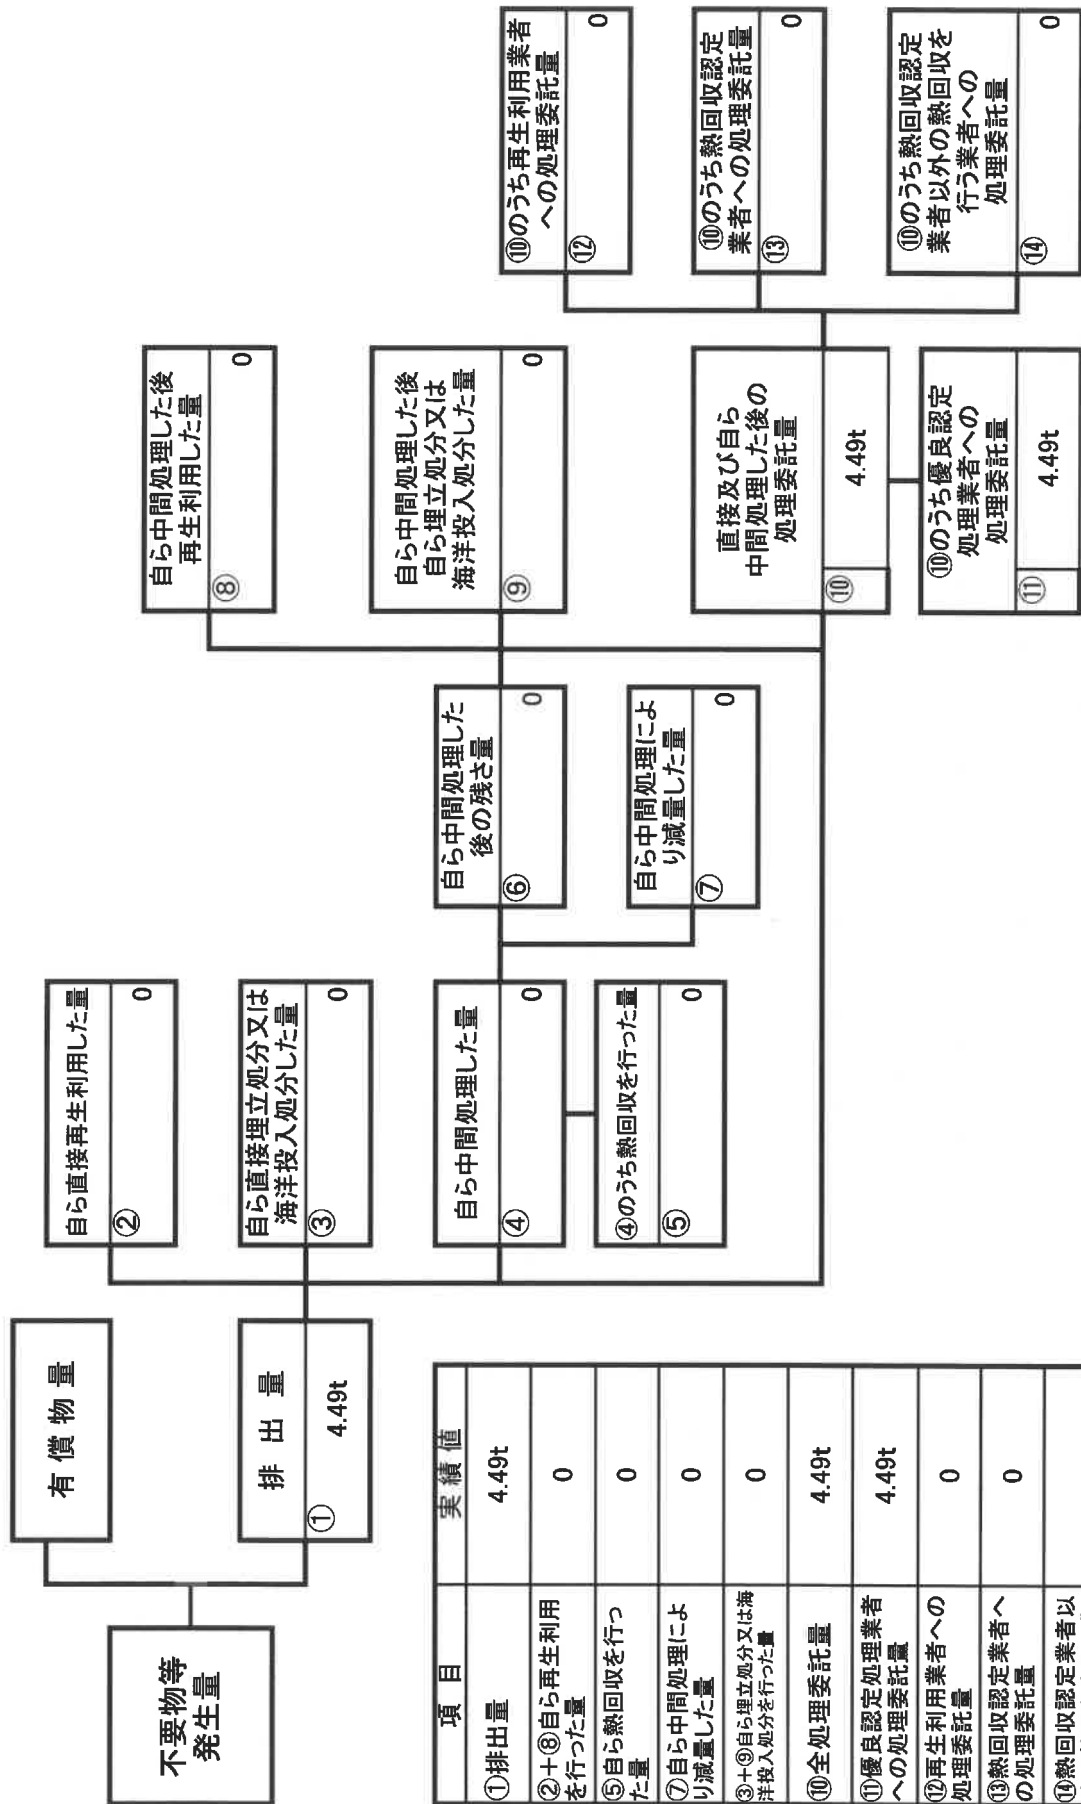 不要物等
発生量
有償物量
排出量
①
4.49t
自ら直接再生利用した量
②
0
自ら直接埋立処分又は
海洋投入処分した量
③
0
自ら中間処理した量
④
0
④のうち熱回収を行った量
⑤
0
自ら中間処理した
後の残さ量
⑥
0
自ら中間処理によ
り減量した量
⑦
0
自ら中間処理した後
再生利用した量
⑧
0
自ら中間処理した後
自ら埋立処分又は
海洋投入処分した量
⑨
0
直接及び自ら
中間処理した後の
処理委託量
⑩
4.49t
⑩のうち優良認定
処理業者への
処理委託量
⑪
4.49t
⑩のうち再生利用業者
への処理委託量
⑫
0
⑩のうち熱回収認定
業者への処理委託量
⑬
0
⑩のうち熱回収認定
業者以外の熱回収を
行う業者への
処理委託量
⑭
0
項目
実績値
①排出量
4.49t
②+⑧自ら再生利用
を行った量
0
⑤自ら熱回収を行っ
た量
0
⑦自ら中間処理によ
り減量した量
0
③+⑨自ら埋立処分又は海
洋投入処分を行った量
0
⑩全処理委託量
4.49t
⑪優良認定処理業者
への処理委託量
4.49t
⑫再生利用業者への
処理委託量
0
⑬熱回収認定業者へ
の処理委託量
0
⑭熱回収認定業者以